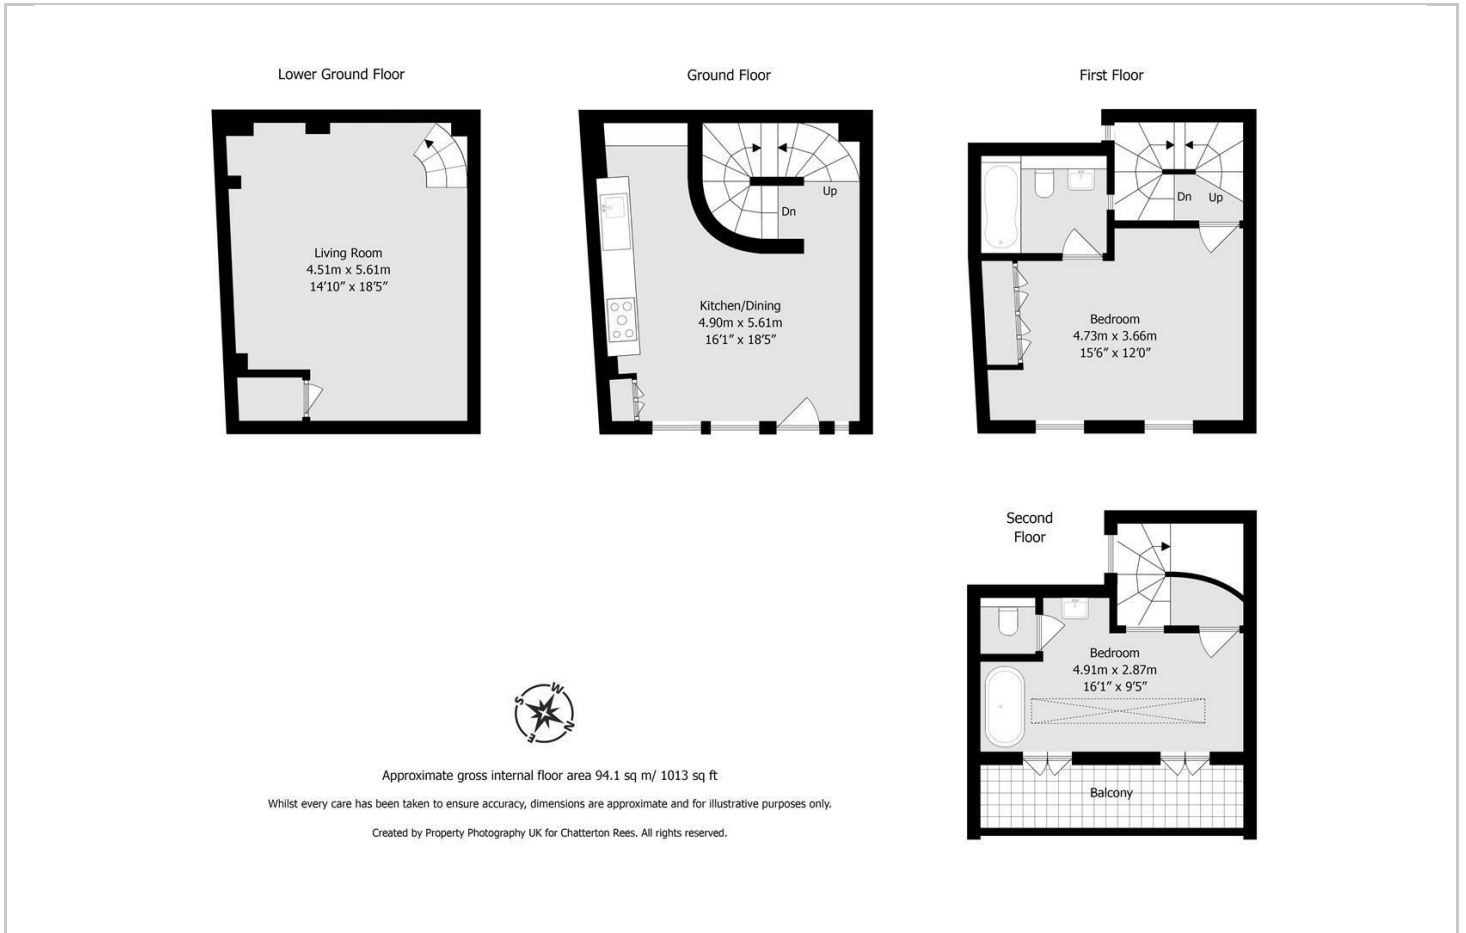 Lower Ground Floor
Living Room
4.51m x 5.61m
14'10" x 18'5"
Ground Floor
Up
Dn
Kitchen/Dining
4.90m x 5.61m
16'1" x 18'5"
First Floor
Dn Up
Bedroom
4.73m x 3.66m
15'6" x 12'0"
Second
Floor
Bedroom
4.91m x 2.87m
16'1" x 9'5"
Balcony
S W
E N
Approximate gross internal floor area 94.1 sq m/ 1013 sq ft
Whilst every care has been taken to ensure accuracy, dimensions are approximate and for illustrative purposes only.
Created by Property Photography UK for Chatterton Rees. All rights reserved.